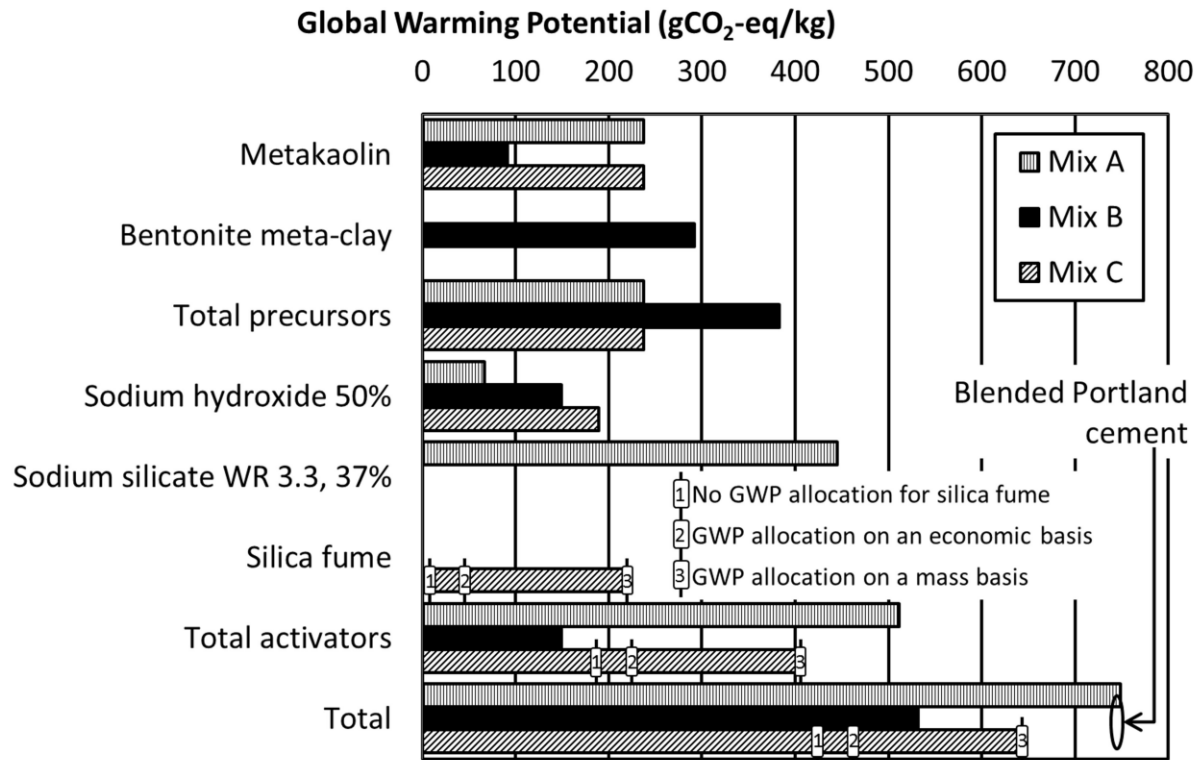 Global Warming Potential (gCO₂-eq/kg)
0 100 200 300 400 500 600 700 800
Metakaolin
Bentonite meta-clay
Total precursors
Sodium hydroxide 50%
Sodium silicate WR 3.3, 37%
Silica fume
Total activators
Total
Mix A
Mix B
Mix C
Blended Portland
cement
1 No GWP allocation for silica fume
2 GWP allocation on an economic basis
3 GWP allocation on a mass basis
1 2 3
1 2 3
1 2 3